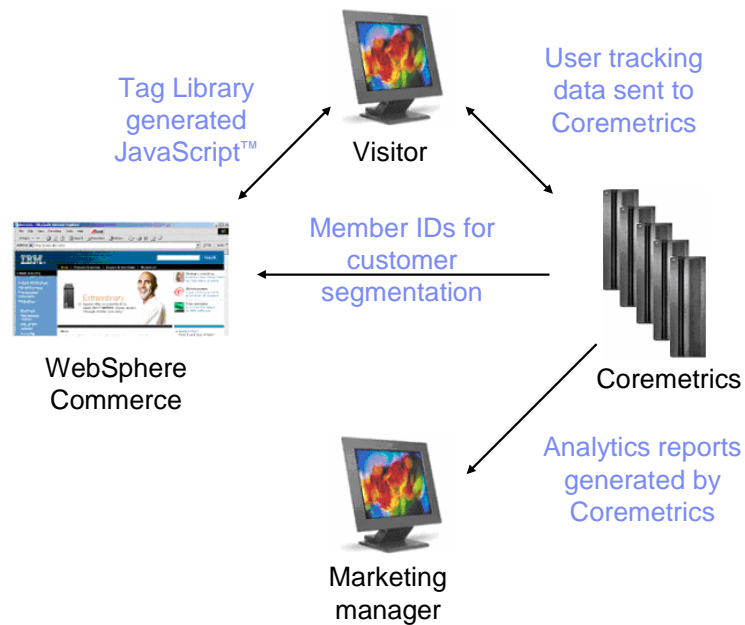 Tag Library
generated
JavaScript™
User tracking
data sent to
Coremetrics
Visitor
IBM.
Extraordinary
Member IDs for
customer
segmentation
WebSphere
Commerce
Coremetrics
Analytics reports
generated by
Coremetrics
Marketing
manager